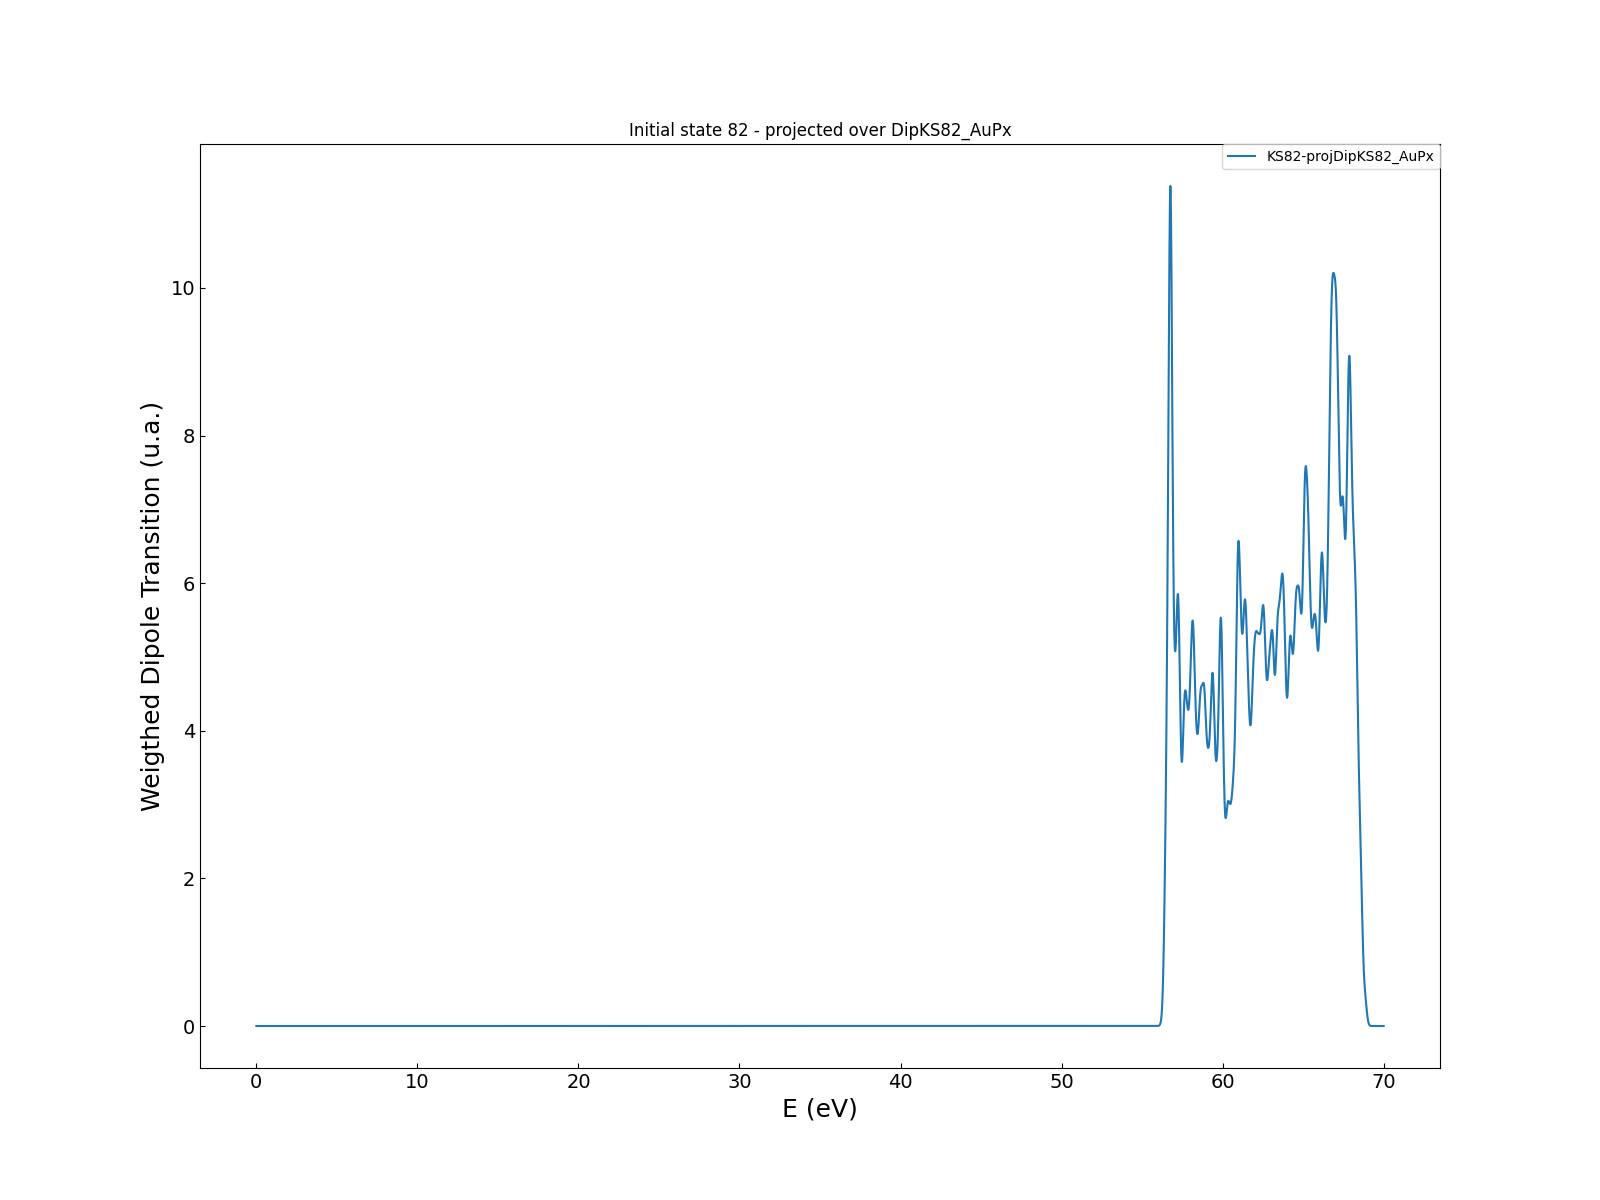 Initial state 82 - projected over DipKS82_AuPx
KS82-projDipKS82_AuPx
Weigthed Dipole Transition (u.a.)
10
8
6
4
2
0
0 10 20 30 40 50 60 70
E (eV)